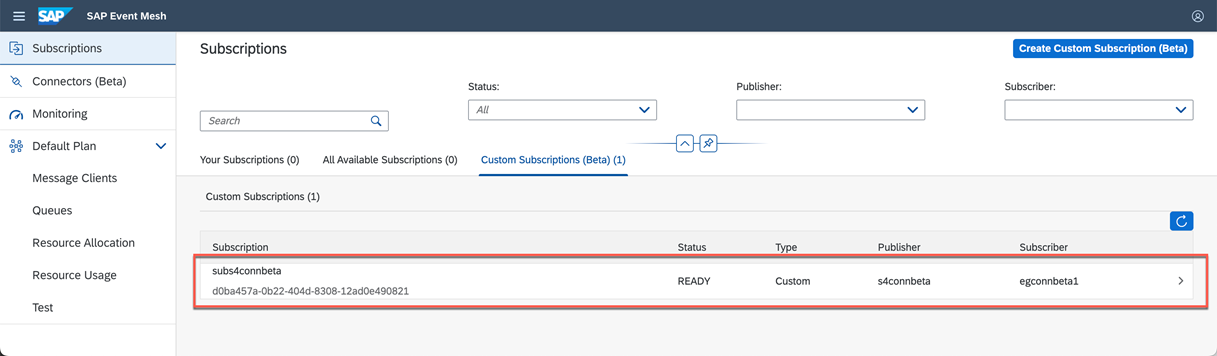 SAP SAP Event Mesh
Subscriptions
Connectors (Beta)
Monitoring
Default Plan
Message Clients
Queues
Resource Allocation
Resource Usage
Test
Subscriptions
Create Custom Subscription (Beta)
Search
Status:
All
Publisher:
Subscriber:
Your Subscriptions (0) All Available Subscriptions (0) Custom Subscriptions (Beta) (1)
Custom Subscriptions (1)
Subscription Status Type Publisher Subscriber
subs4connbeta
d0ba457a-0b22-404d-8308-12ad0e490821
READY Custom s4connbeta egconnbeta1